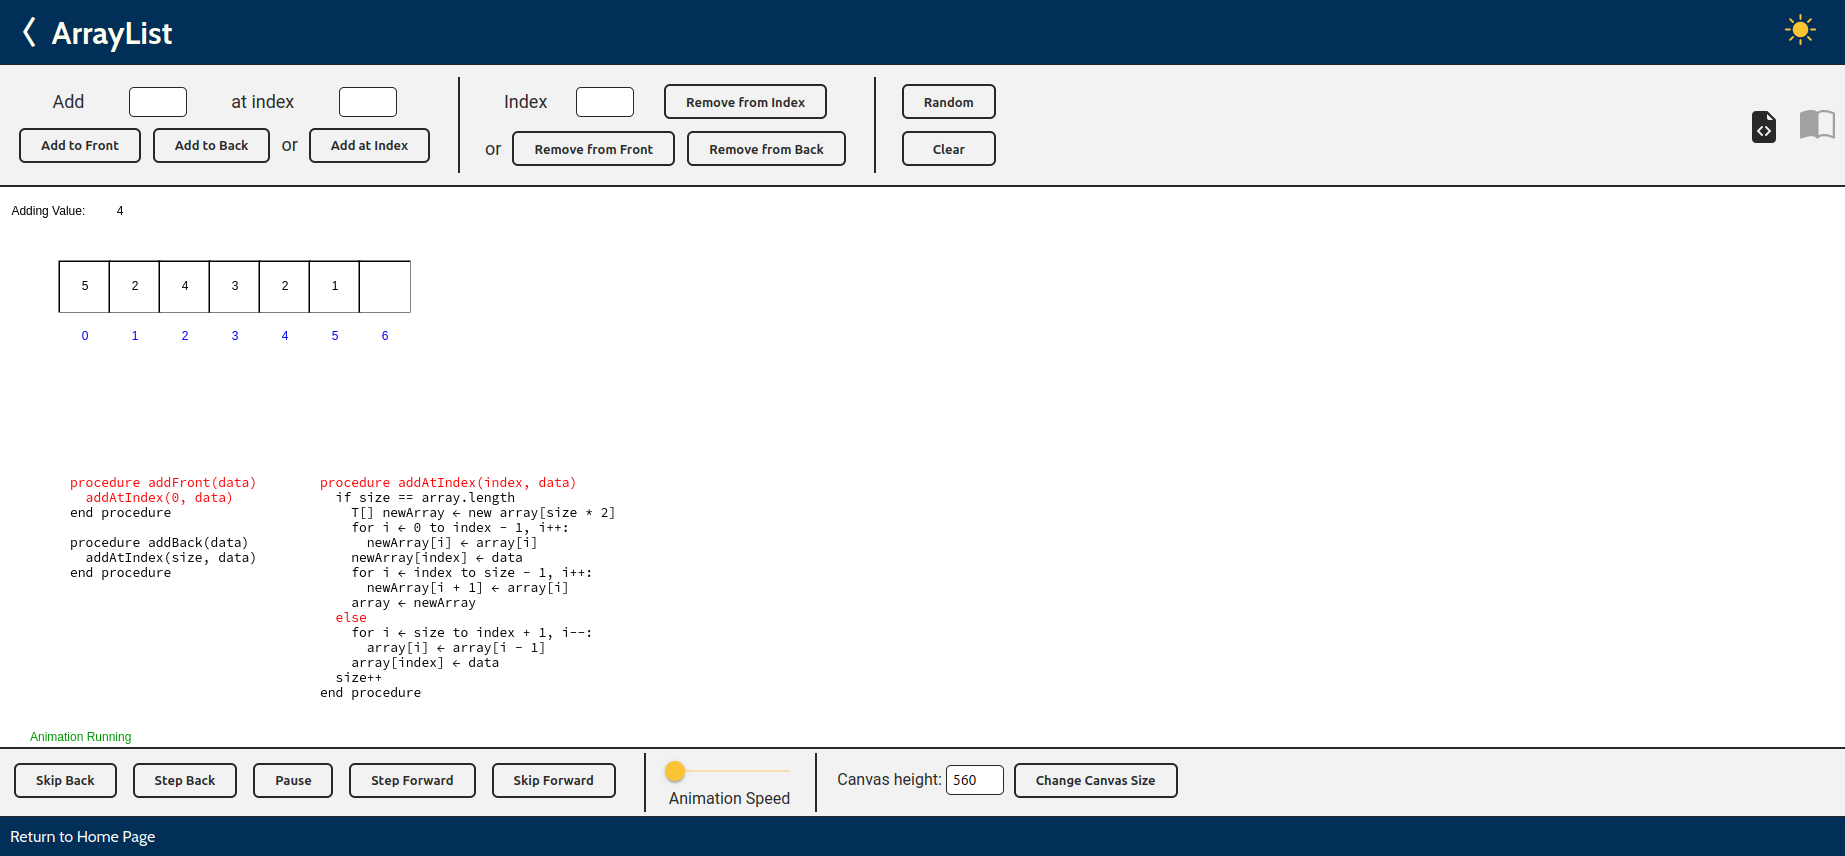 ArrayList
Add at index
Add to Front Add to Back or Add at Index
Index Remove from Index
or Remove from Front Remove from Back
Random
Clear
Adding Value: 4
5 2 4 3 2 1
0 1 2 3 4 5 6
procedure addFront(data)
addAtIndex(0, data)
end procedure
procedure addBack(data)
addAtIndex(size, data)
end procedure
procedure addAtIndex(index, data)
if size == array.length
T[] newArray ← new array[size * 2]
for i ← 0 to index - 1, i++:
newArray[i] ← array[i]
newArray[index] ← data
for i ← index to size - 1, i++:
newArray[i + 1] ← array[i]
array ← newArray
else
for i ← size to index + 1, i--:
array[i] ← array[i - 1]
array[index] ← data
size++
end procedure
Animation Running
Skip Back Step Back Pause Step Forward Skip Forward
Animation Speed
Canvas height: 560 Change Canvas Size
Return to Home Page